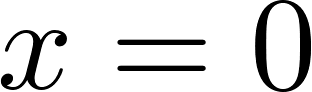 x = 0